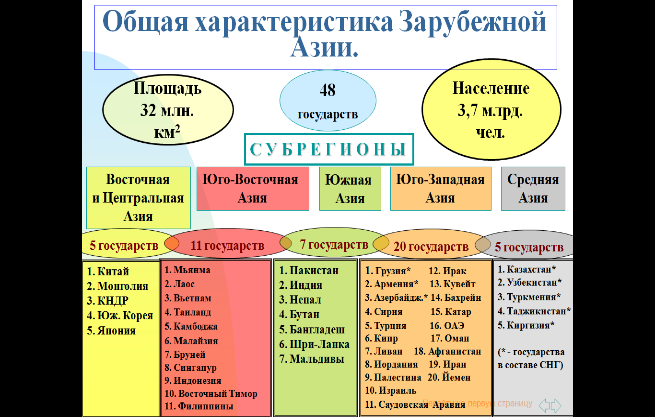 Общая характеристика Зарубежной
Азии.
Площадь
32 млн.
км2
48
государств
Население
3,7 млрд.
чел.
СУБРЕГИОНЫ
Восточная
и Центральная
Азия
Юго-Восточная
Азия
Южная
Азия
Юго-Западная
Азия
Средняя
Азия
5 государств
11 государств
7 государств
20 государств
5 государств
1. Китай
2. Монголия
3. КНДР
4. Юж. Корея
5. Япония
1. Мьянма
2. Лаос
3. Вьетнам
4. Таиланд
5. Камбоджа
6. Малайзия
7. Бруней
8. Сингапур
9. Индонезия
10. Восточный Тимор
11. Филиппины
1. Пакистан
2. Индия
3. Непал
4. Бутан
5. Бангладеш
6. Шри-Ланка
7. Мальдивы
1. Грузия* 12. Ирак
2. Армения* 13. Кувейт
3. Азербайдж.* 14. Бахрейн
4. Сирия 15. Катар
5. Турция 16. ОАЭ
6. Кипр 17. Оман
7. Ливан 18. Афганистан
8. Иордания 19. Иран
9. Палестина 20. Йемен
10. Израиль
11. Саудовская Аравия
1. Казахстан*
2. Узбекистан*
3. Туркмения*
4. Таджикистан*
5. Киргизия*
(* - государства
в составе СНГ)
первую страницу